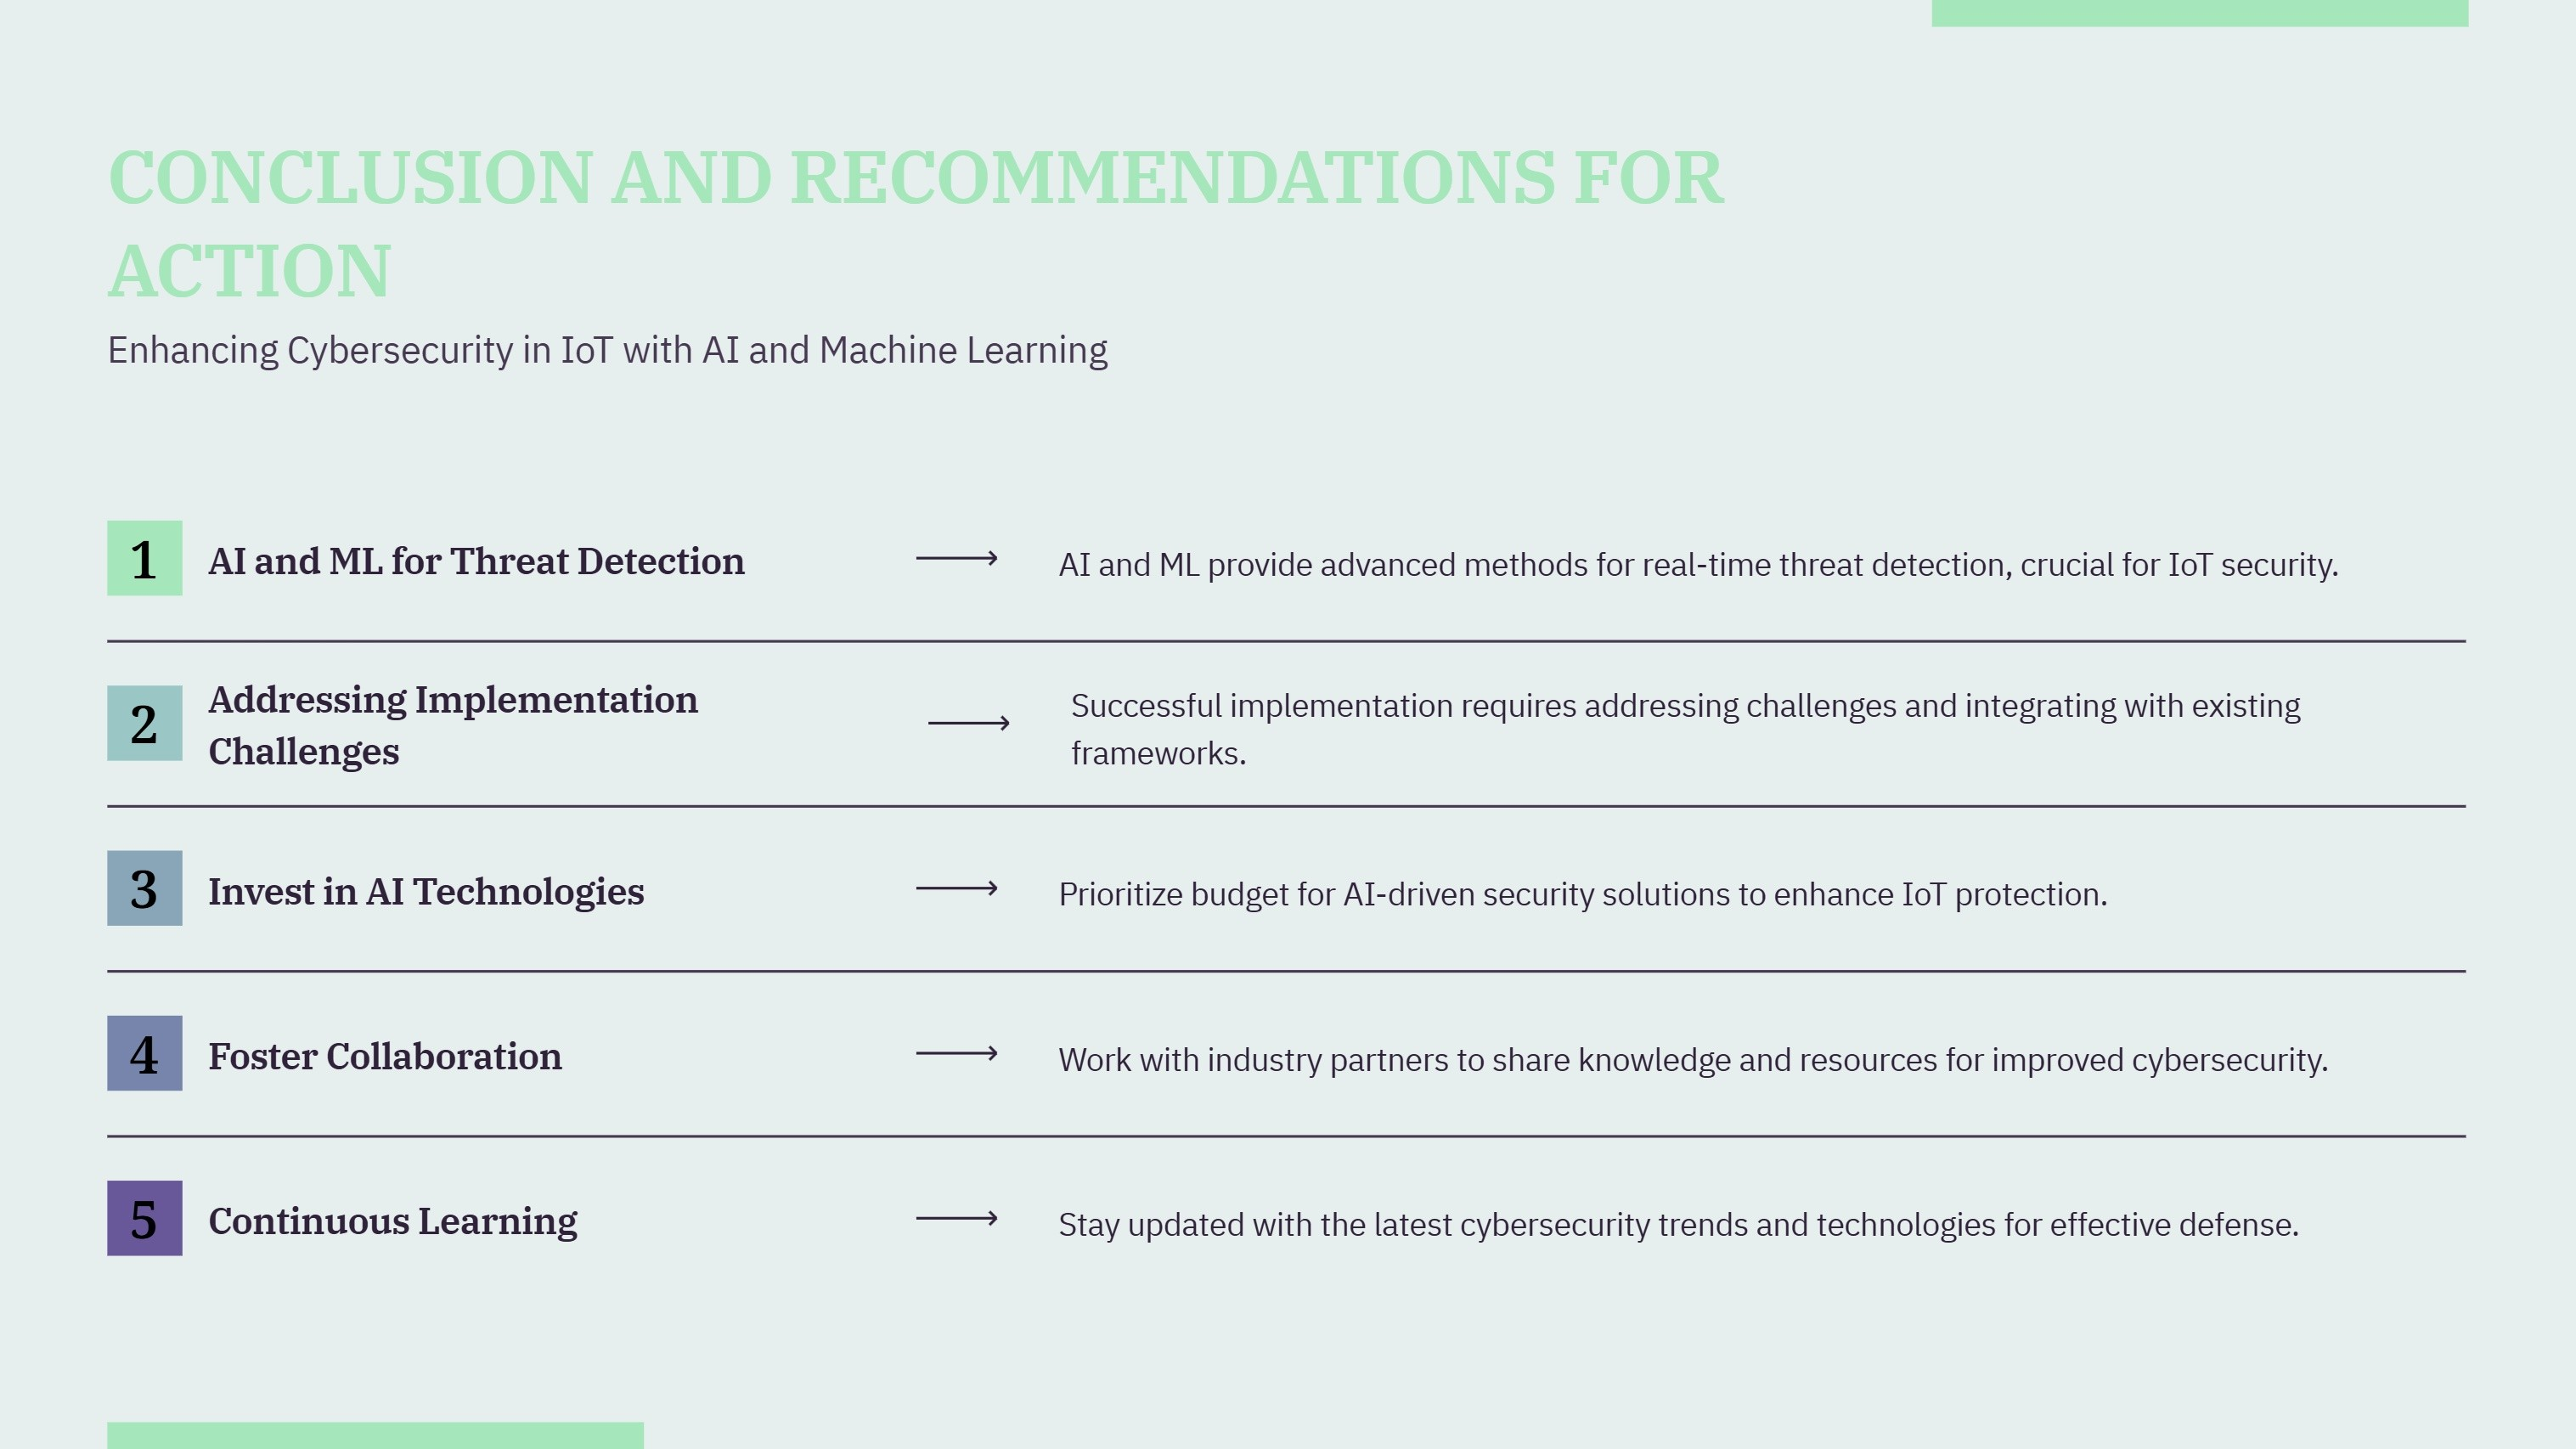 CONCLUSION AND RECOMMENDATIONS FOR
ACTION
Enhancing Cybersecurity in IoT with AI and Machine Learning
1
AI and ML for Threat Detection
AI and ML provide advanced methods for real-time threat detection, crucial for IoT security.
2
Addressing Implementation
Challenges
Successful implementation requires addressing challenges and integrating with existing
frameworks.
3
Invest in AI Technologies
Prioritize budget for AI-driven security solutions to enhance IoT protection.
4
Foster Collaboration
Work with industry partners to share knowledge and resources for improved cybersecurity.
5
Continuous Learning
Stay updated with the latest cybersecurity trends and technologies for effective defense.